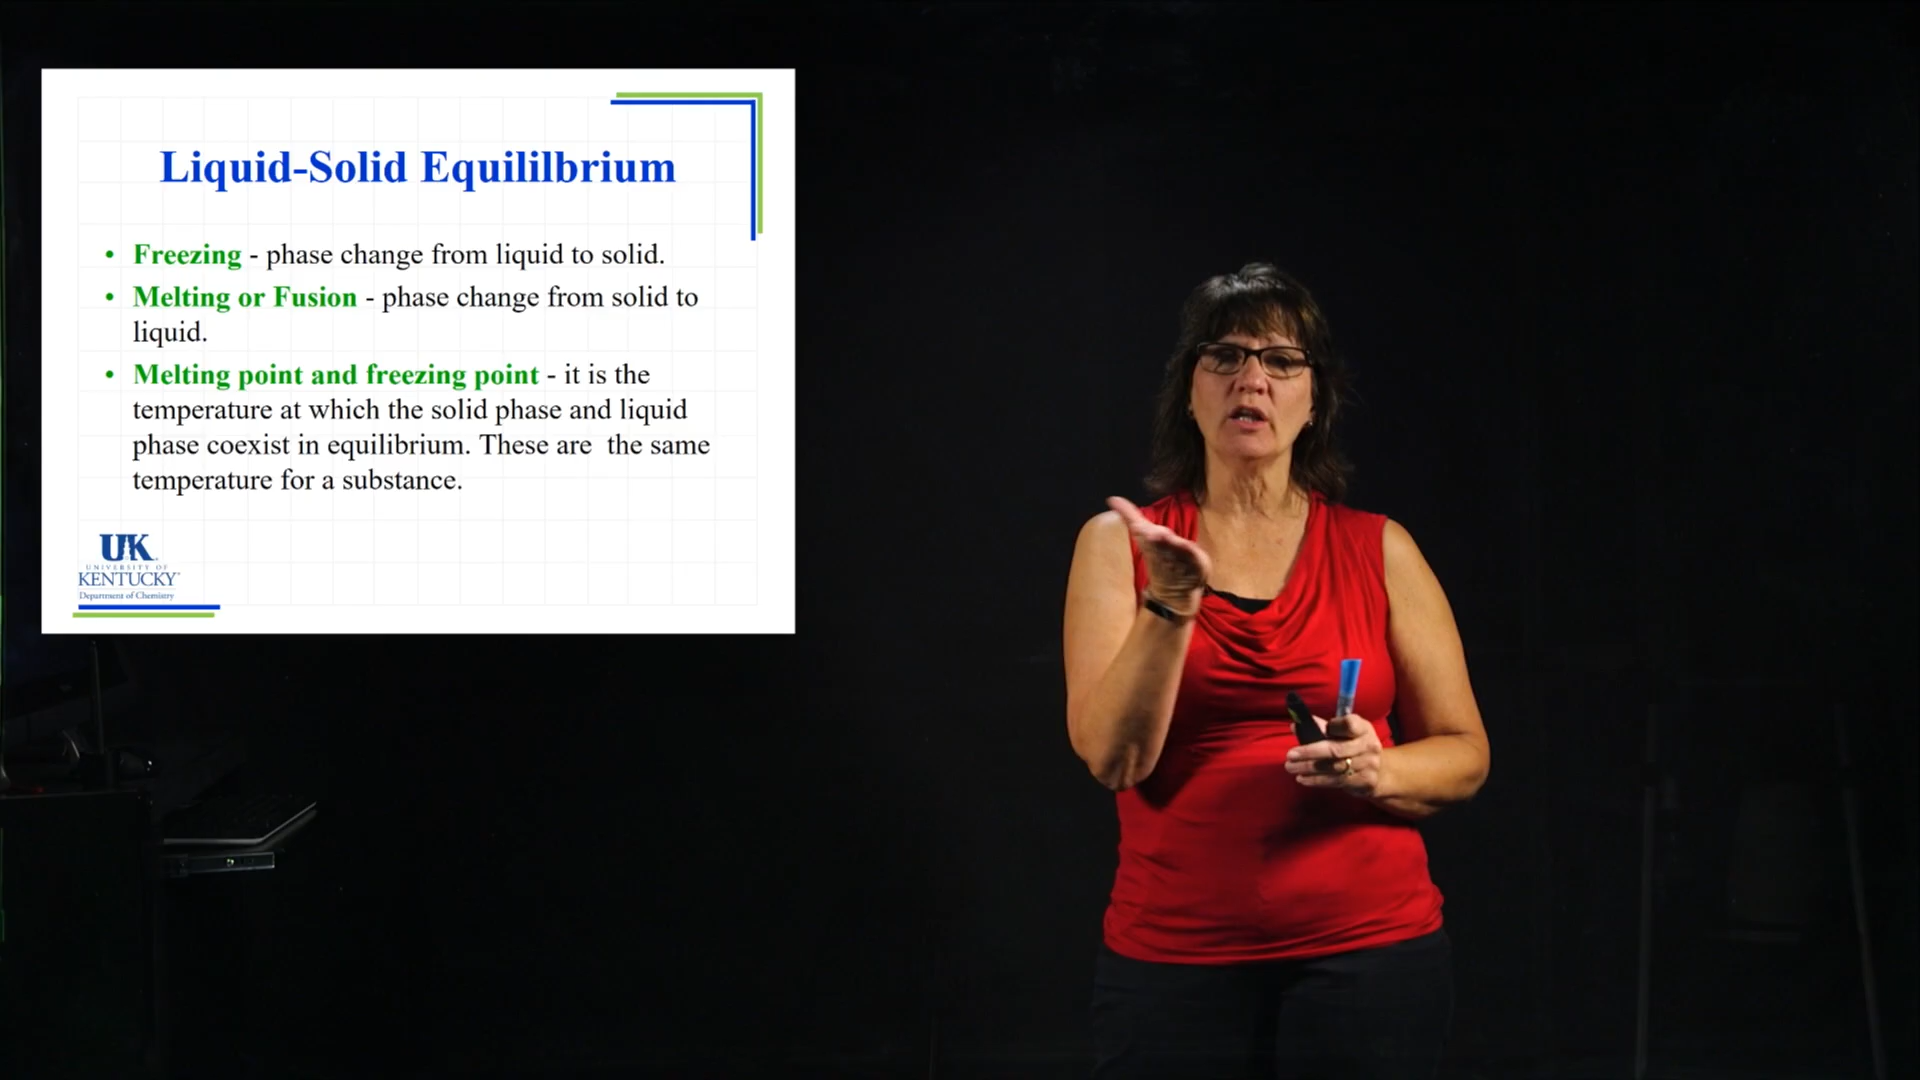 Liquid-Solid Equililbrium
• Freezing - phase change from liquid to solid.
• Melting or Fusion - phase change from solid to
liquid.
• Melting point and freezing point - it is the
temperature at which the solid phase and liquid
phase coexist in equilibrium. These are  the same
temperature for a substance.
UK
UNIVERSITY OF
KENTUCKY
Department of Chemistry